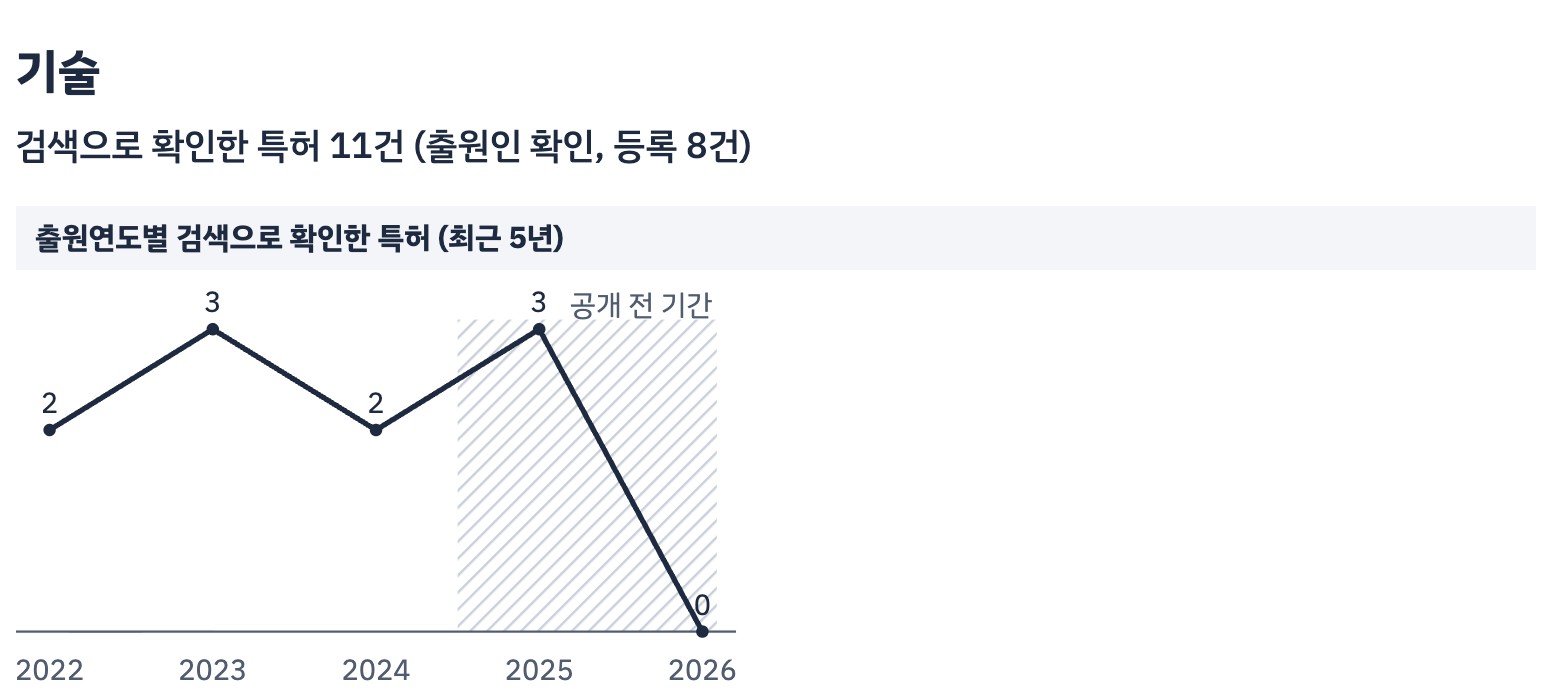 기술
검색으로 확인한 특허 11건 (출원인 확인, 등록 8건)
출원연도별 검색으로 확인한 특허 (최근 5년)
3 3 공개 전 기간
2 2
0
2022 2023 2024 2025 2026